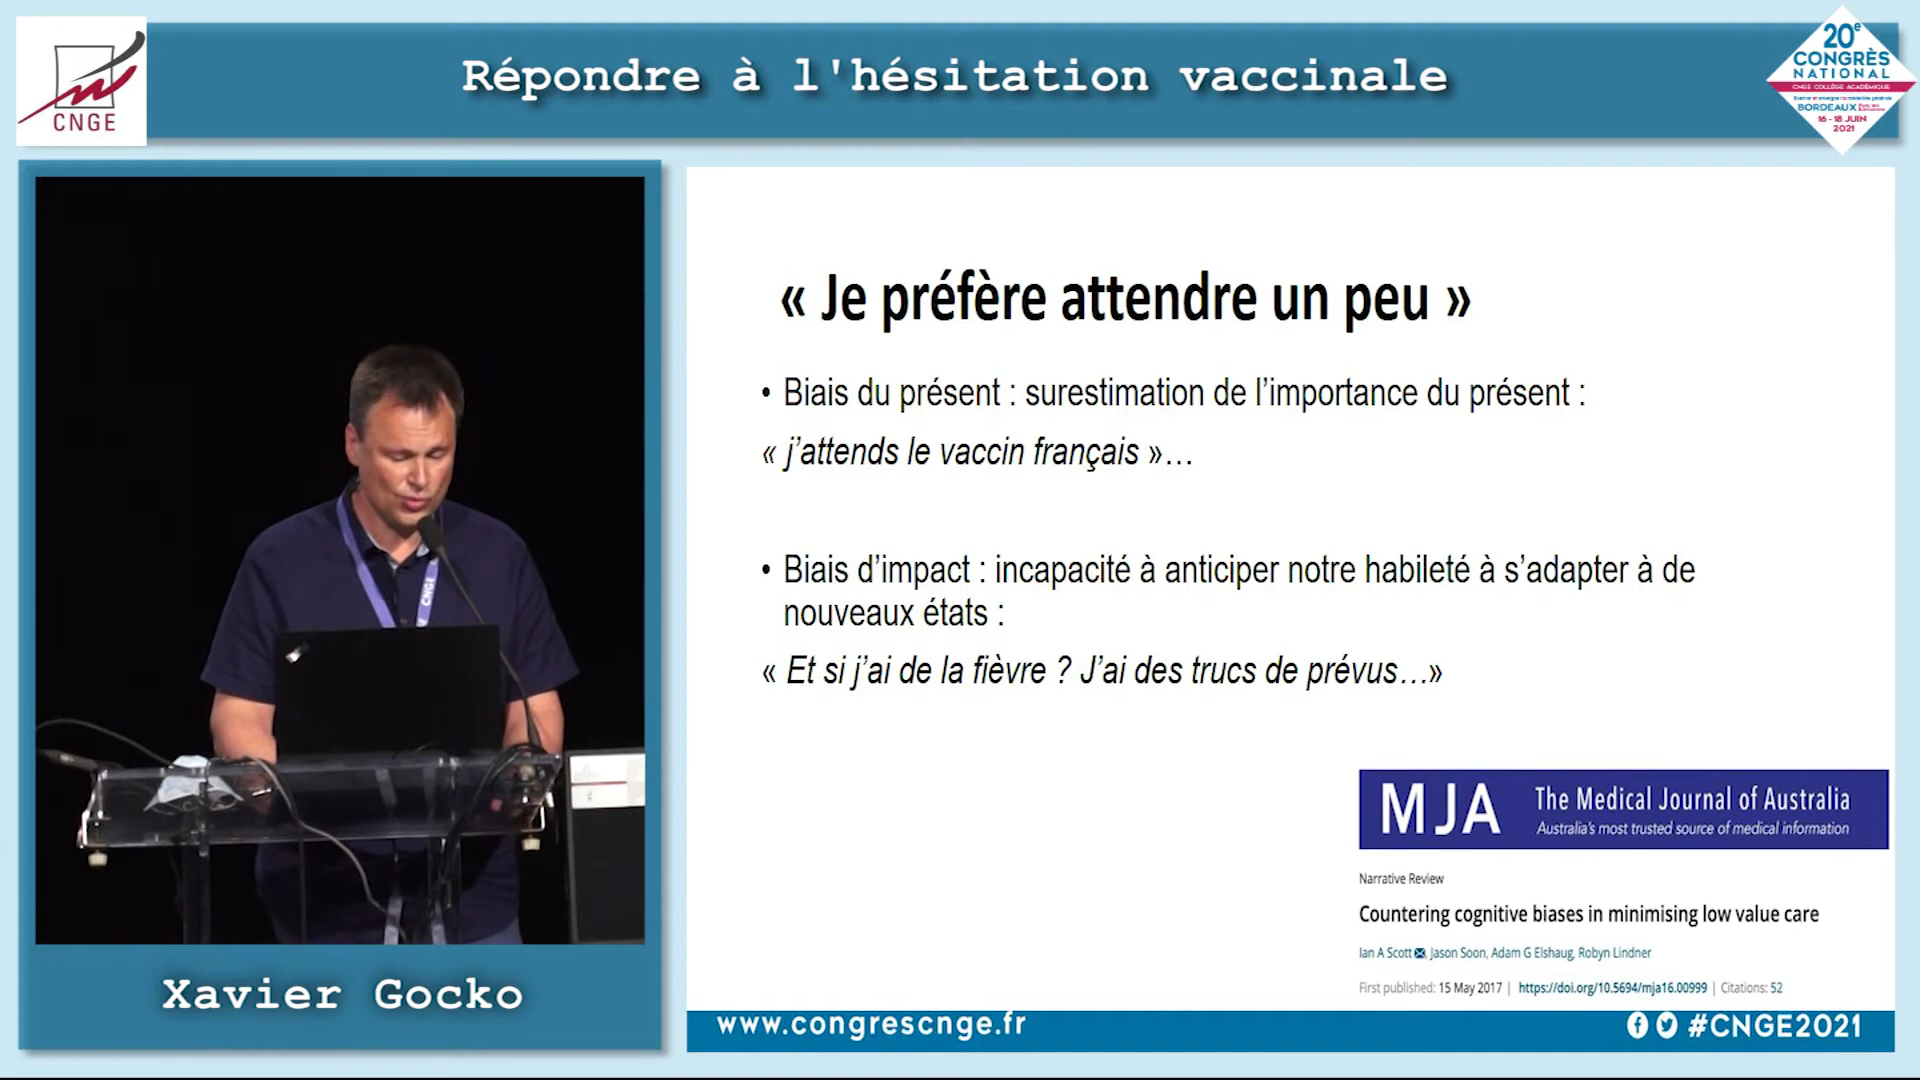 Répondre à l'hésitation vaccinale
CNGE
20e
CONGRÈS
NATIONAL
CNGE COLLÈGE ACADÉMIQUE
BORDEAUX
16 - 18 JUIN
2021
« Je préfère attendre un peu »
• Biais du présent : surestimation de l’importance du présent :
« j’attends le vaccin français »…
• Biais d’impact : incapacité à anticiper notre habileté à s’adapter à de
nouveaux états :
« Et si j’ai de la fièvre ? J’ai des trucs de prévus…»
CNGE
MJA The Medical Journal of Australia
Australia's most trusted source of medical information
Narrative Review
Countering cognitive biases in minimising low value care
Ian A Scott, Jason Soon, Adam G Elshaug, Robyn Lindner
First published: 15 May 2017 | https://doi.org/10.5694/mja16.00999 | Citations: 52
Xavier Gocko
www.congrescnge.fr
#CNGE2021